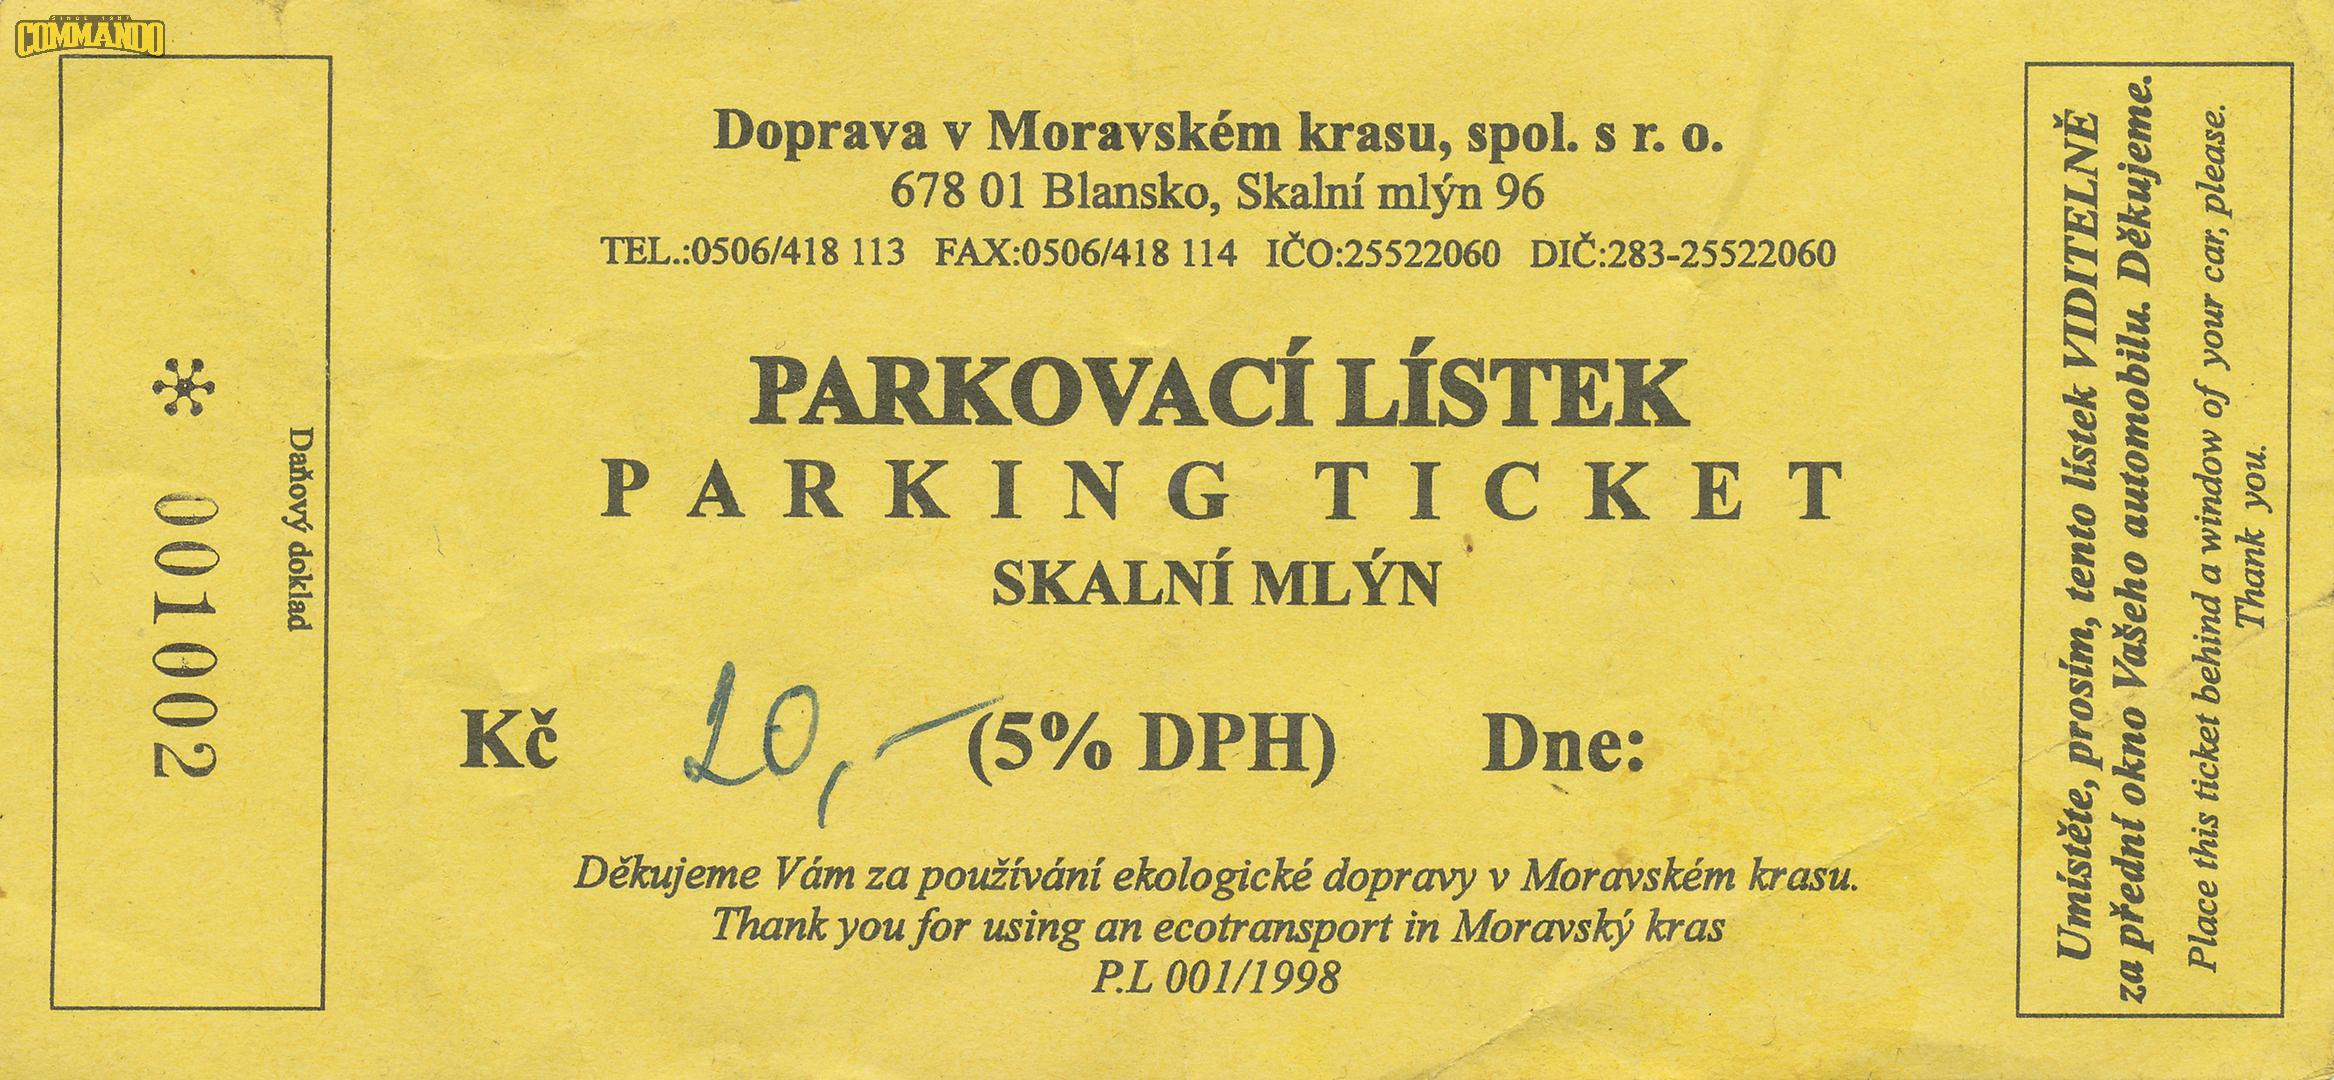 SINCE 1987
COMMANDO
Daňový doklad
* 001002
Doprava v Moravském krasu, spol. s r. o.
678 01 Blansko, Skalní mlýn 96
TEL.:0506/418 113 FAX:0506/418 114 IČO:25522060 DIČ:283-25522060
PARKOVACÍ LÍSTEK
PARKING TICKET
SKALNÍ MLÝN
Kč 20,- (5% DPH) Dne:
Děkujeme Vám za používání ekologické dopravy v Moravském krasu.
Thank you for using an ecotransport in Moravský kras
P.L 001/1998
Umístěte, prosím, tento lístek VIDITELNĚ
za přední okno Vašeho automobilu. Děkujeme.
Place this ticket behind a window of your car, please.
Thank you.